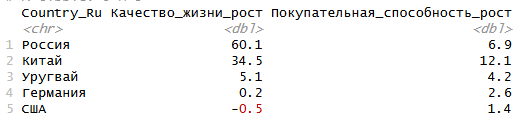 Country_Ru Качество_жизни_рост Покупательная_способность_рост
<chr> <dbl> <dbl>
1 Россия 60.1 6.9
2 Китай 34.5 12.1
3 Уругвай 5.1 4.2
4 Германия 0.2 2.6
5 США -0.5 1.4